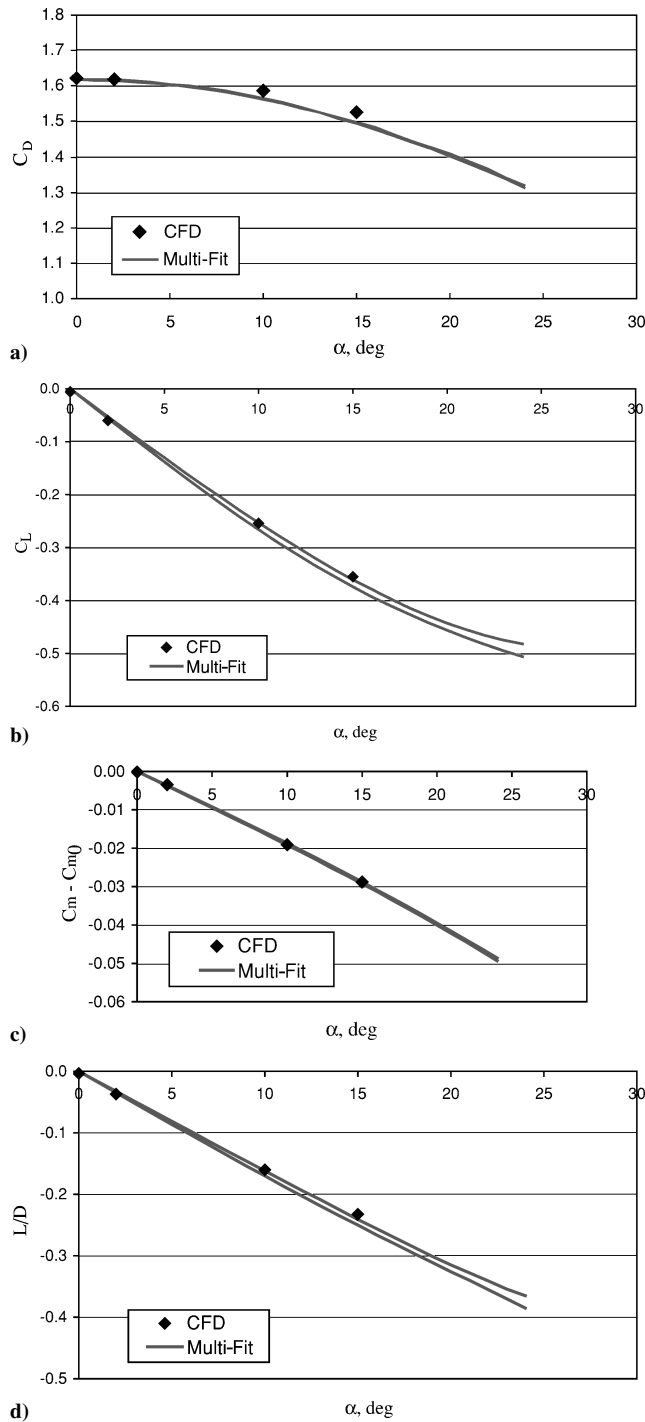 1.8
1.7
1.6
1.5
1.4
1.3
1.2
1.1
1.0
C_D
CFD
Multi-Fit
0 5 10 15 20 25 30
α, deg
a)
0.0
-0.1
-0.2
-0.3
-0.4
-0.5
-0.6
0 5 10 15 20 25 30
C_L
CFD
Multi-Fit
α, deg
b)
0.00
-0.01
-0.02
-0.03
-0.04
-0.05
-0.06
0 5 10 15 20 25 30
Cm - Cm0
CFD
Multi-Fit
α, deg
c)
0.0
-0.1
-0.2
-0.3
-0.4
-0.5
0 5 10 15 20 25 30
L/D
CFD
Multi-Fit
α, deg
d)